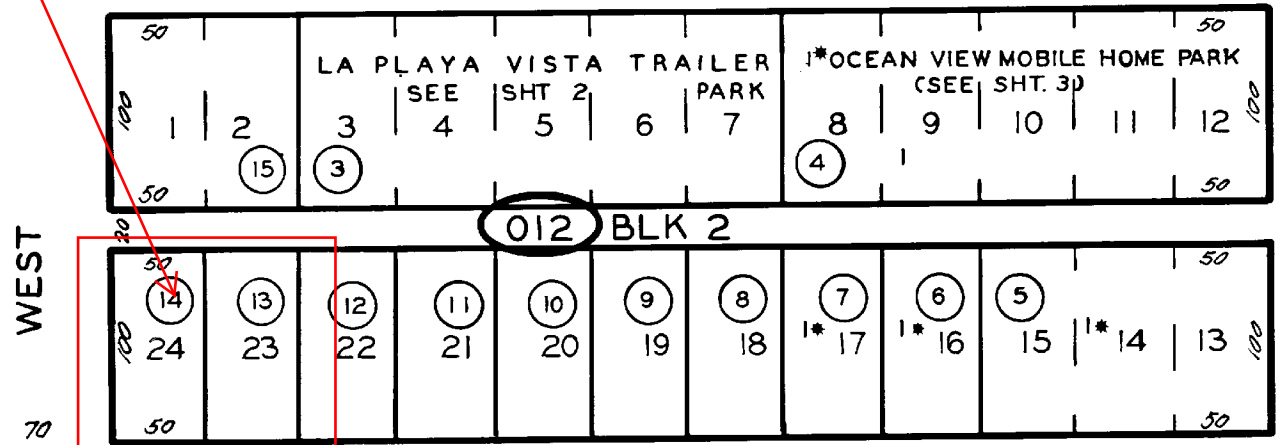 50 50
LA PLAYA VISTA TRAILER 1*OCEAN VIEW MOBILE HOME PARK
SEE SHT 2 PARK (SEE SHT. 3)
100 1 2 3 4 5 6 7 8 9 10 11 12 100
15 3 4 1
50 50
20 012 BLK 2
WEST
50 50
14 13 12 11 10 9 8 7 6 5
100 24 23 22 21 20 19 18 1* 17 1* 16 15 1* 14 13 100
70 50 50